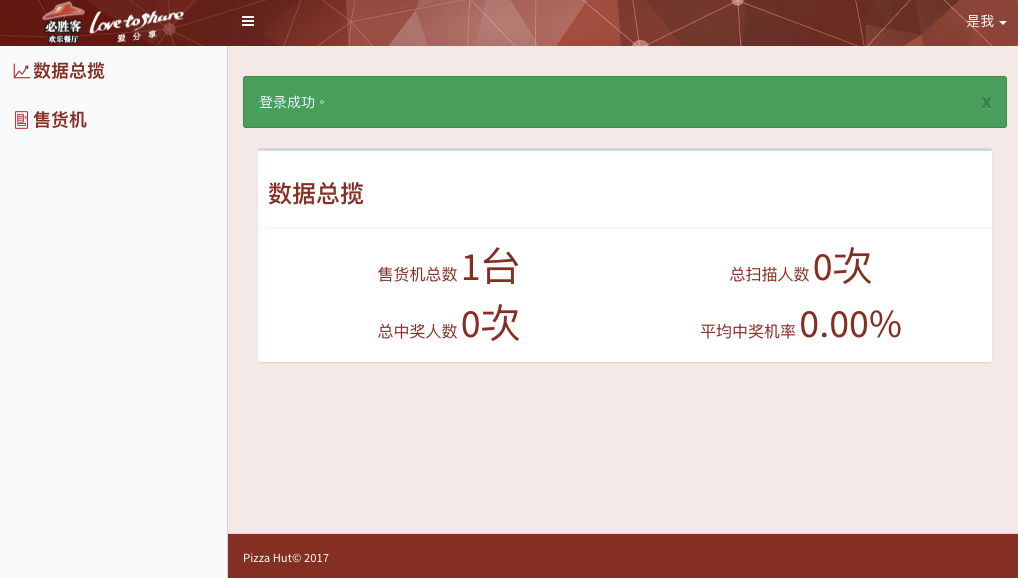 必胜客
欢乐餐厅
Love to Share
爱分享
是我
数据总揽
售货机
登录成功。
x
数据总揽
售货机总数 1台
总扫描人数 0次
总中奖人数 0次
平均中奖机率 0.00%
Pizza Hut© 2017